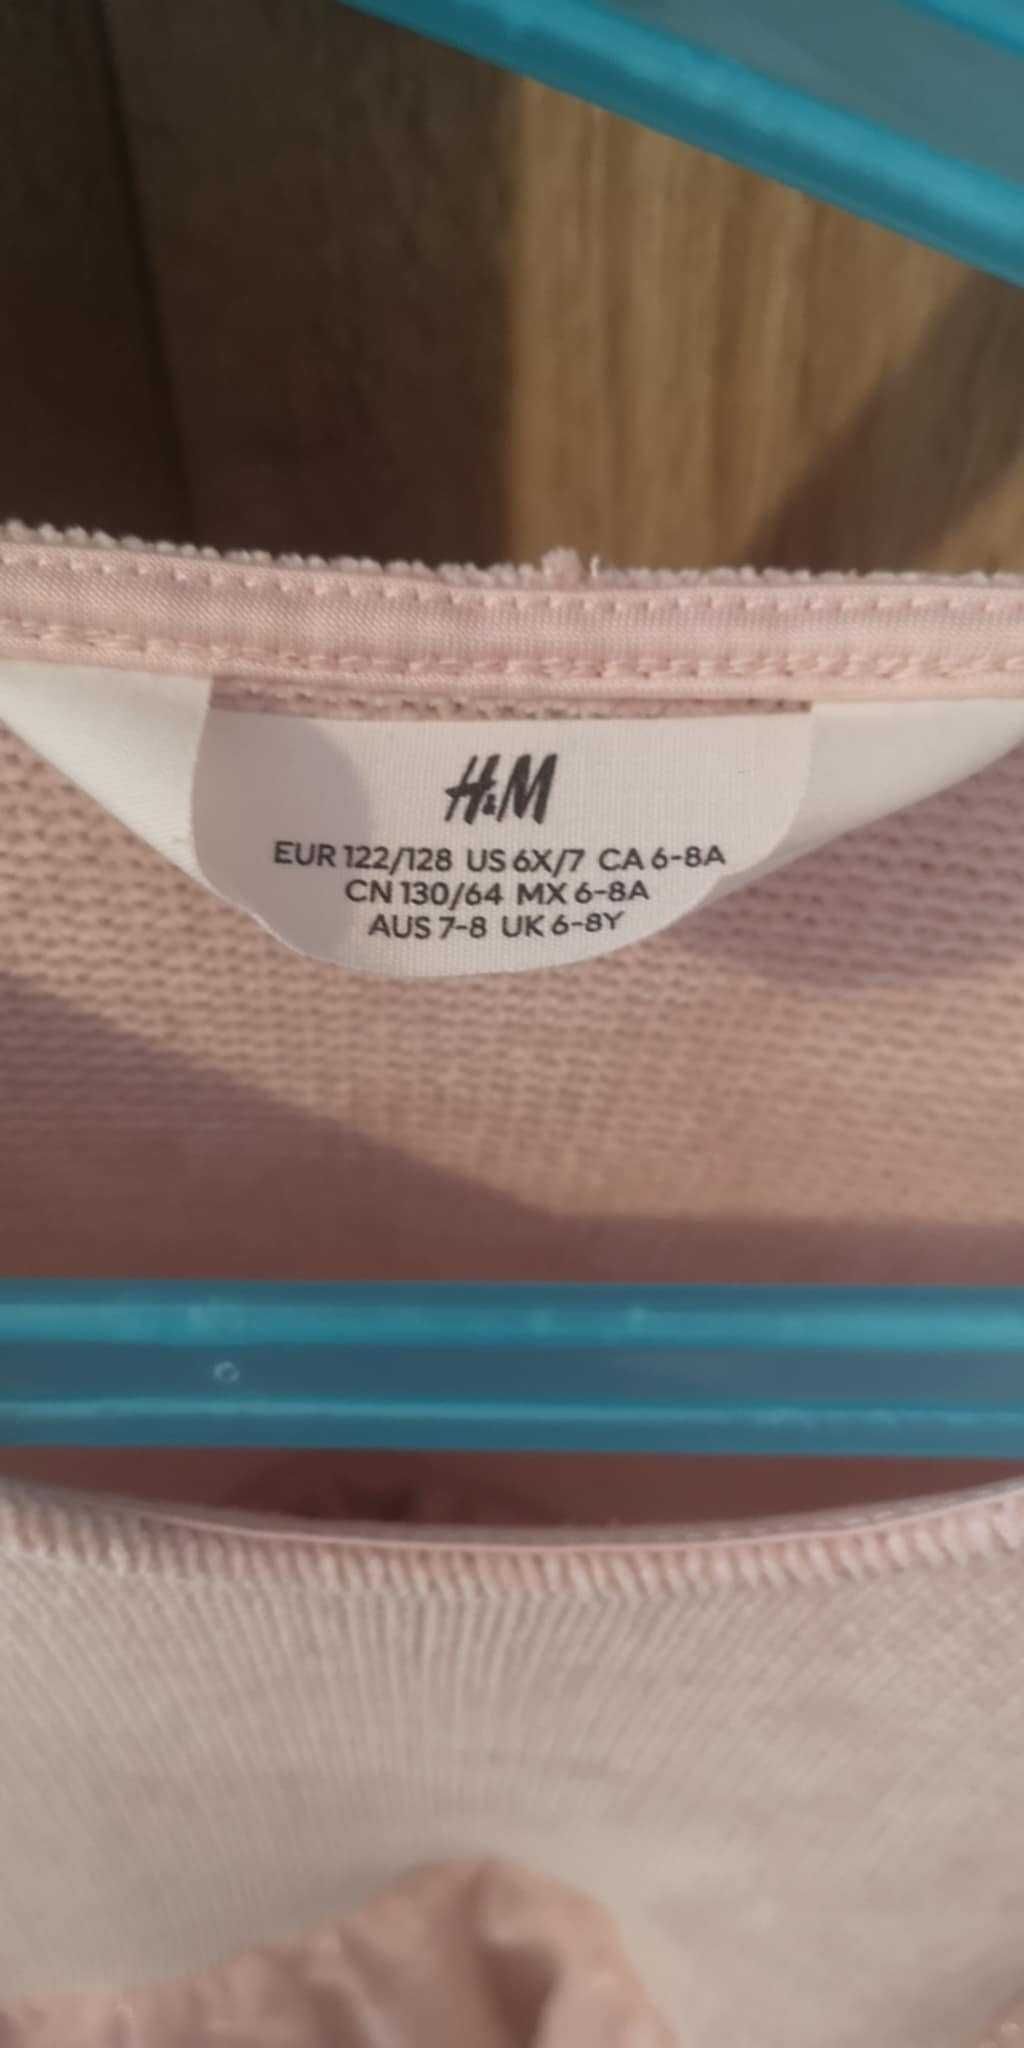 H&M
EUR 122/128 US 6X/7 CA 6-8A
CN 130/64 MX 6-8A
AUS 7-8 UK 6-8Y